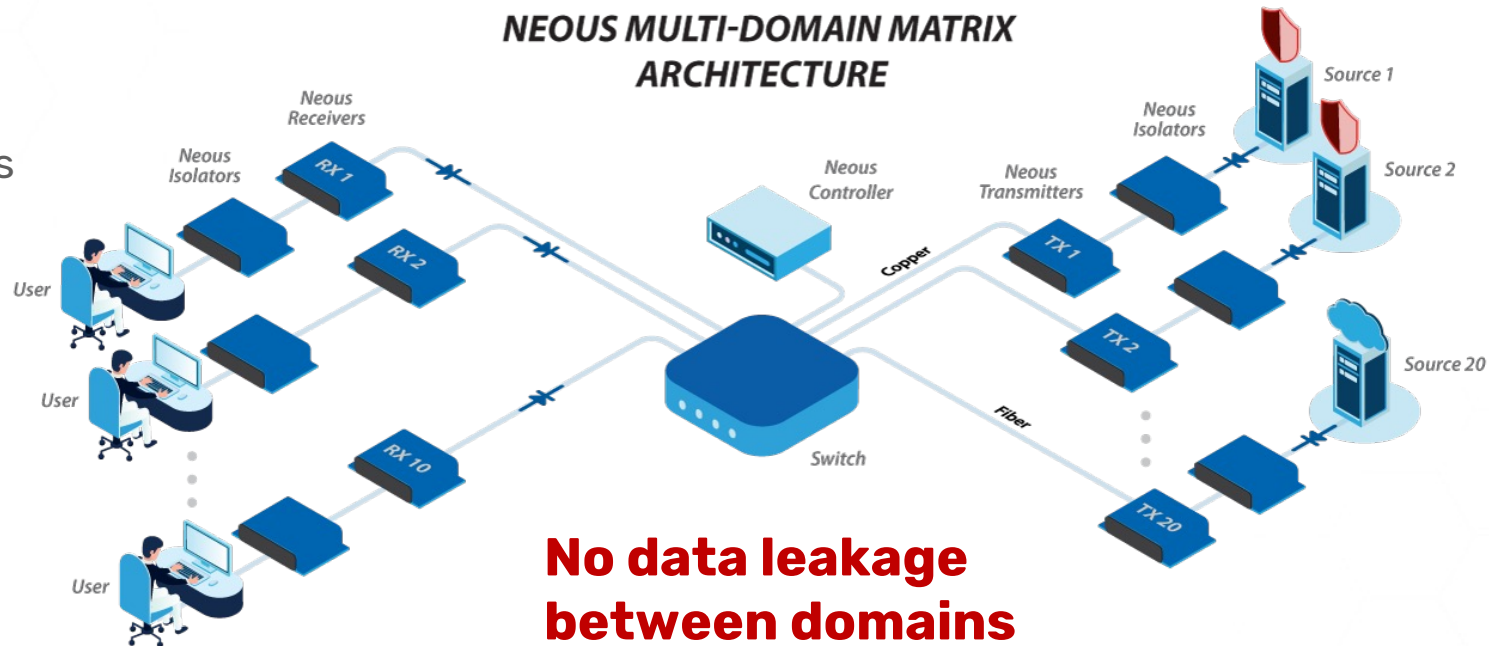 NEOUS MULTI-DOMAIN MATRIX
ARCHITECTURE
s
Neous
Receivers
Neous
Isolators
RX 1
RX 2
RX 10
User
User
User
Neous
Controller
Switch
Copper
Fiber
Neous
Transmitters
Neous
Isolators
TX 1
TX 2
TX 20
Source 1
Source 2
Source 20
No data leakage
between domains